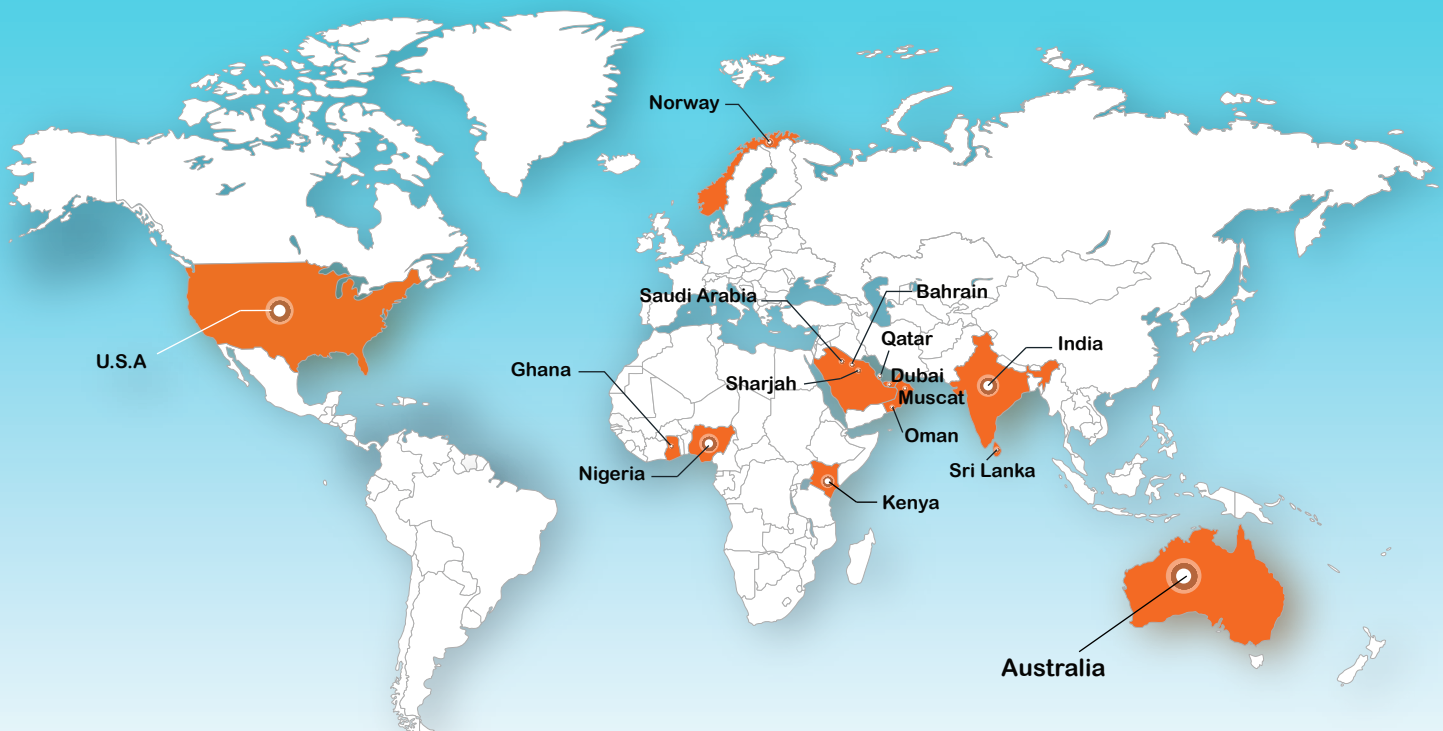 Norway
Saudi Arabia
Bahrain
Qatar
India
U.S.A
Ghana
Sharjah
Dubai
Muscat
Oman
Nigeria
Sri Lanka
Kenya
Australia